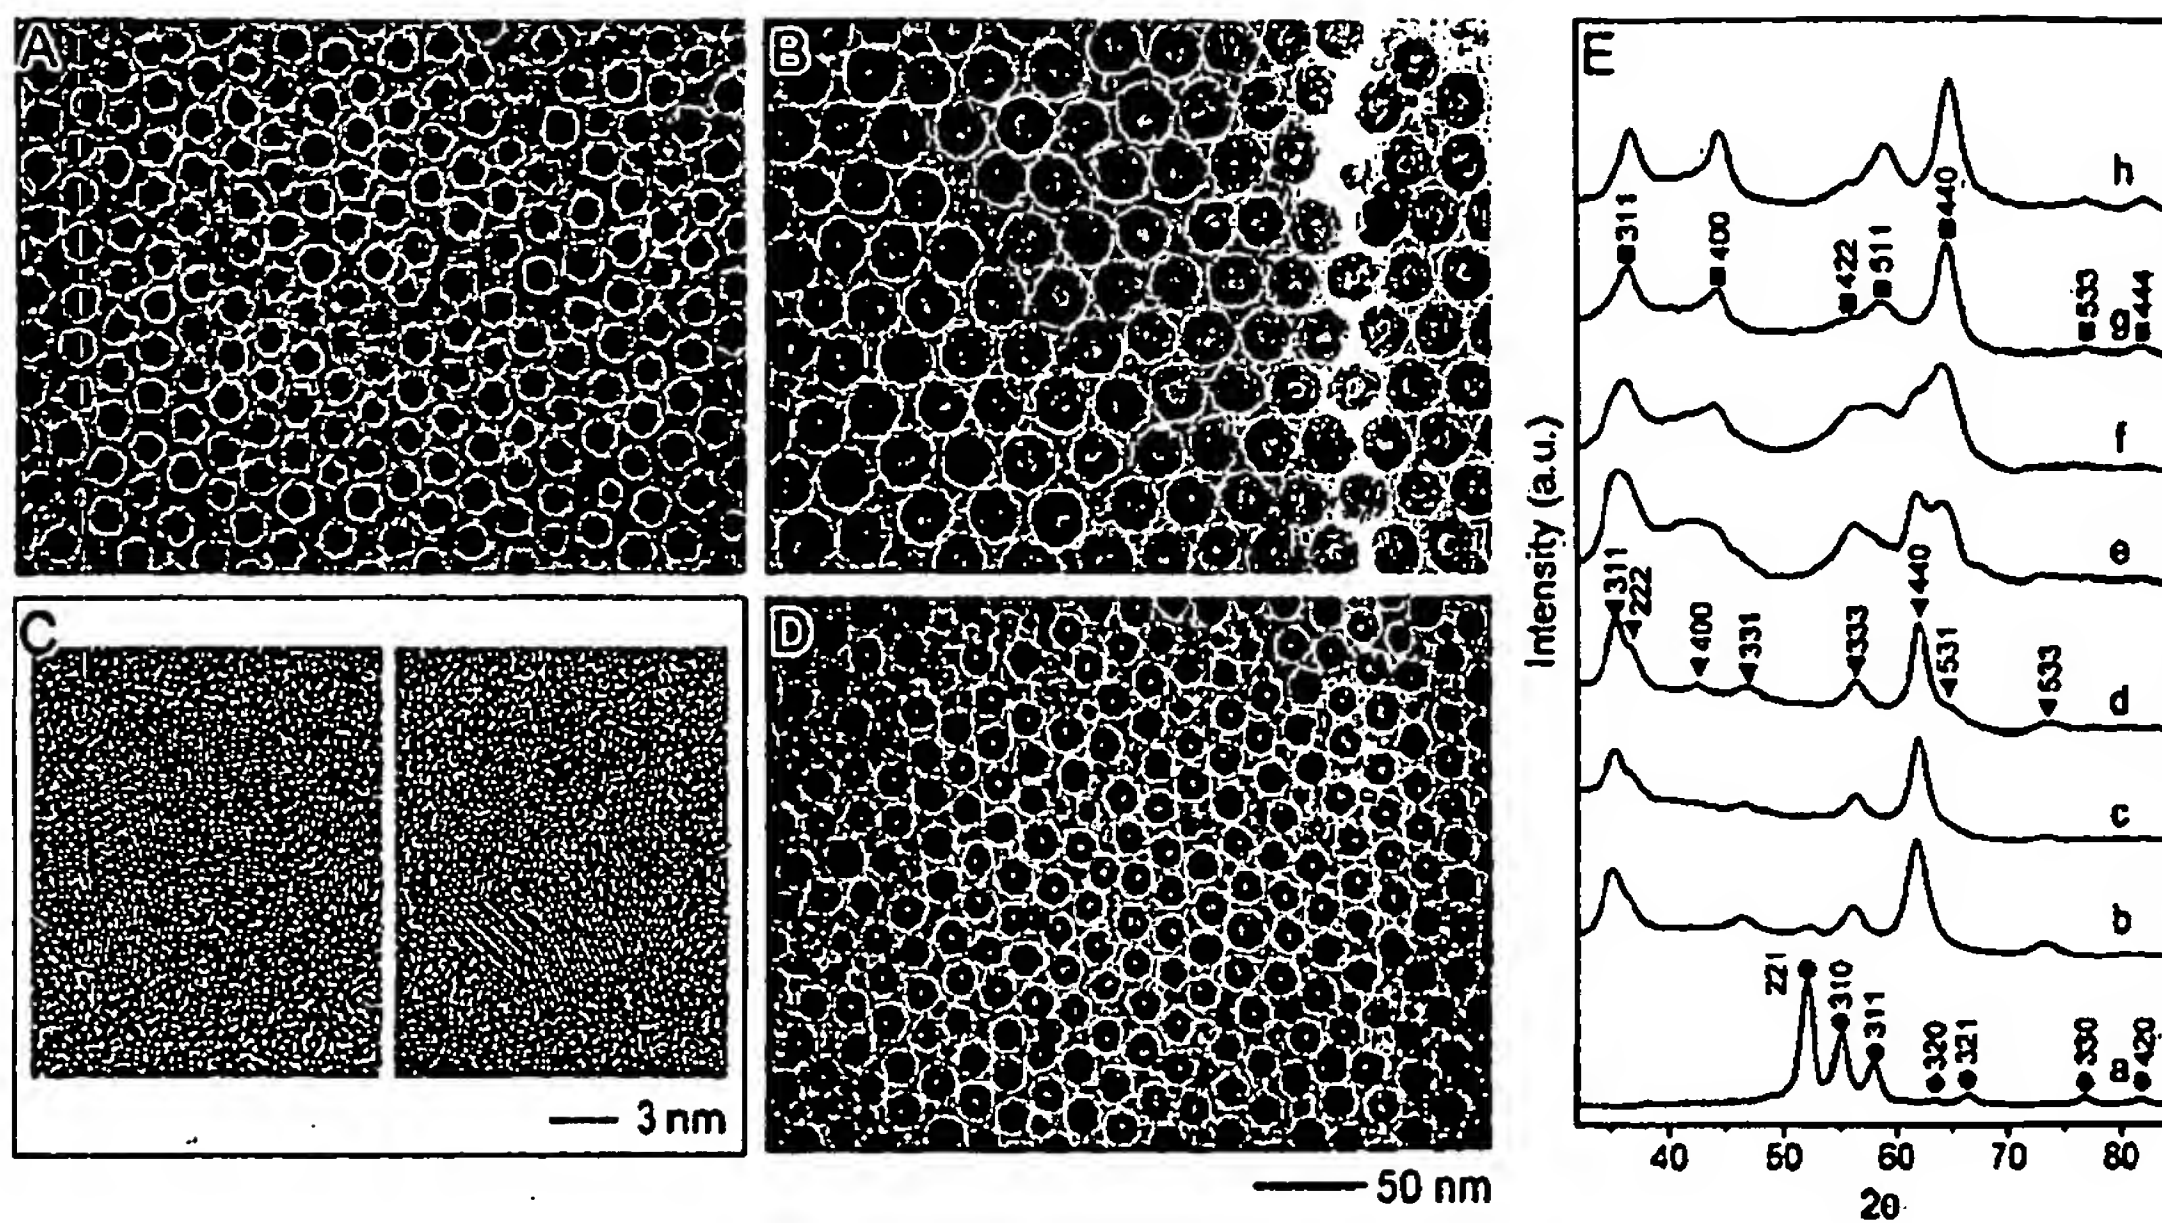 A
B
C
3 nm
D
50 nm
E
Intensity (a.u.)
h
■311
■400
■422
■511
■440
■533
g
■444
f
e
◄311
222
◄400
◄331
◄333
◄440
◄531
◄533
d
c
b
221
●310
●311
●320
●321
●330
a
●420
40 50 60 70 80
2θ